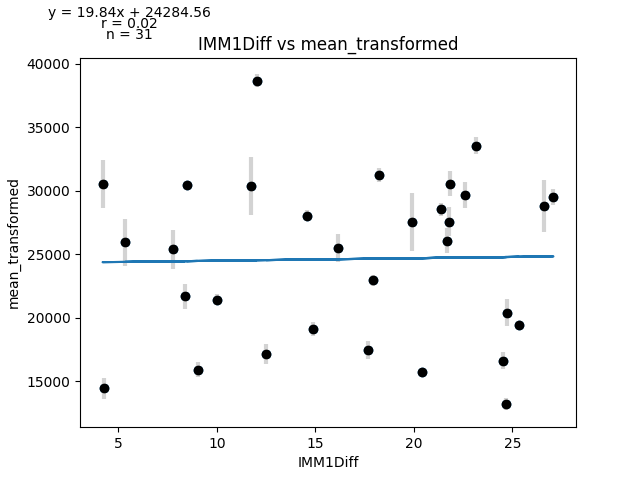 y = 19.84x + 24284.56
r = 0.02
n = 31
IMM1Diff vs mean_transformed
40000
35000
30000
25000
20000
15000
mean_transformed
5 10 15 20 25
IMM1Diff